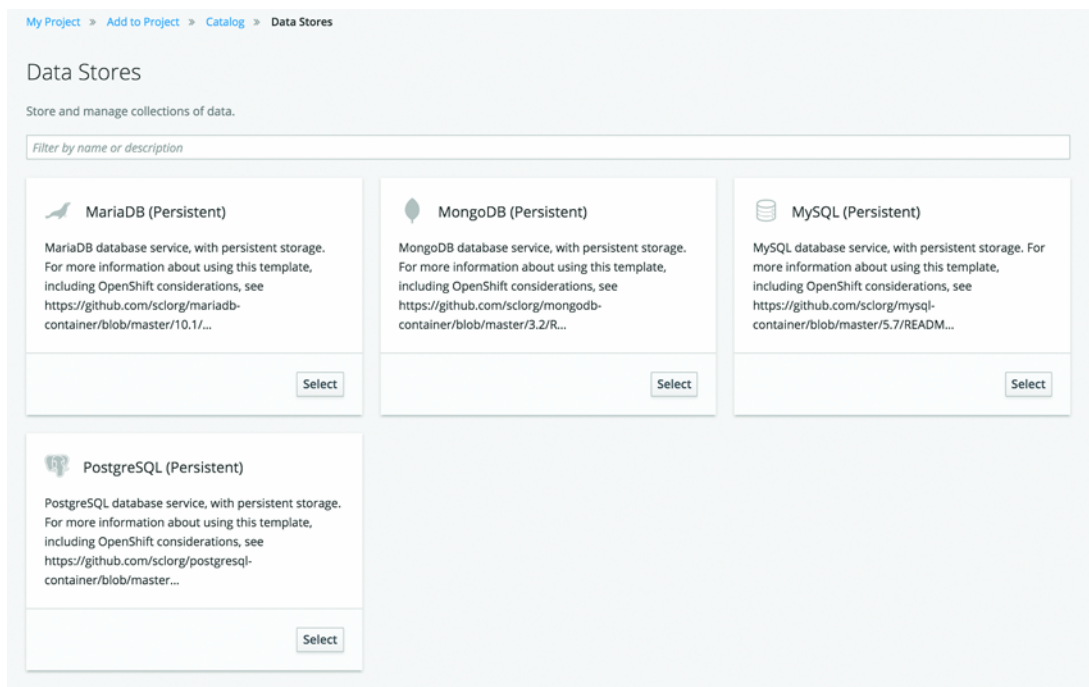 My Project » Add to Project » Catalog » Data Stores
Data Stores
Store and manage collections of data.
Filter by name or description
MariaDB (Persistent)
MariaDB database service, with persistent storage.
For more information about using this template,
including OpenShift considerations, see
https://github.com/sclorg/mariadb-
container/blob/master/10.1/...
Select
MongoDB (Persistent)
MongoDB database service, with persistent storage.
For more information about using this template,
including OpenShift considerations, see
https://github.com/sclorg/mongodb-
container/blob/master/3.2/R...
Select
MySQL (Persistent)
MySQL database service, with persistent storage. For
more information about using this template,
including OpenShift considerations, see
https://github.com/sclorg/mysql-
container/blob/master/5.7/READM...
Select
PostgreSQL (Persistent)
PostgreSQL database service, with persistent storage.
For more information about using this template,
including OpenShift considerations, see
https://github.com/sclorg/postgresql-
container/blob/master...
Select